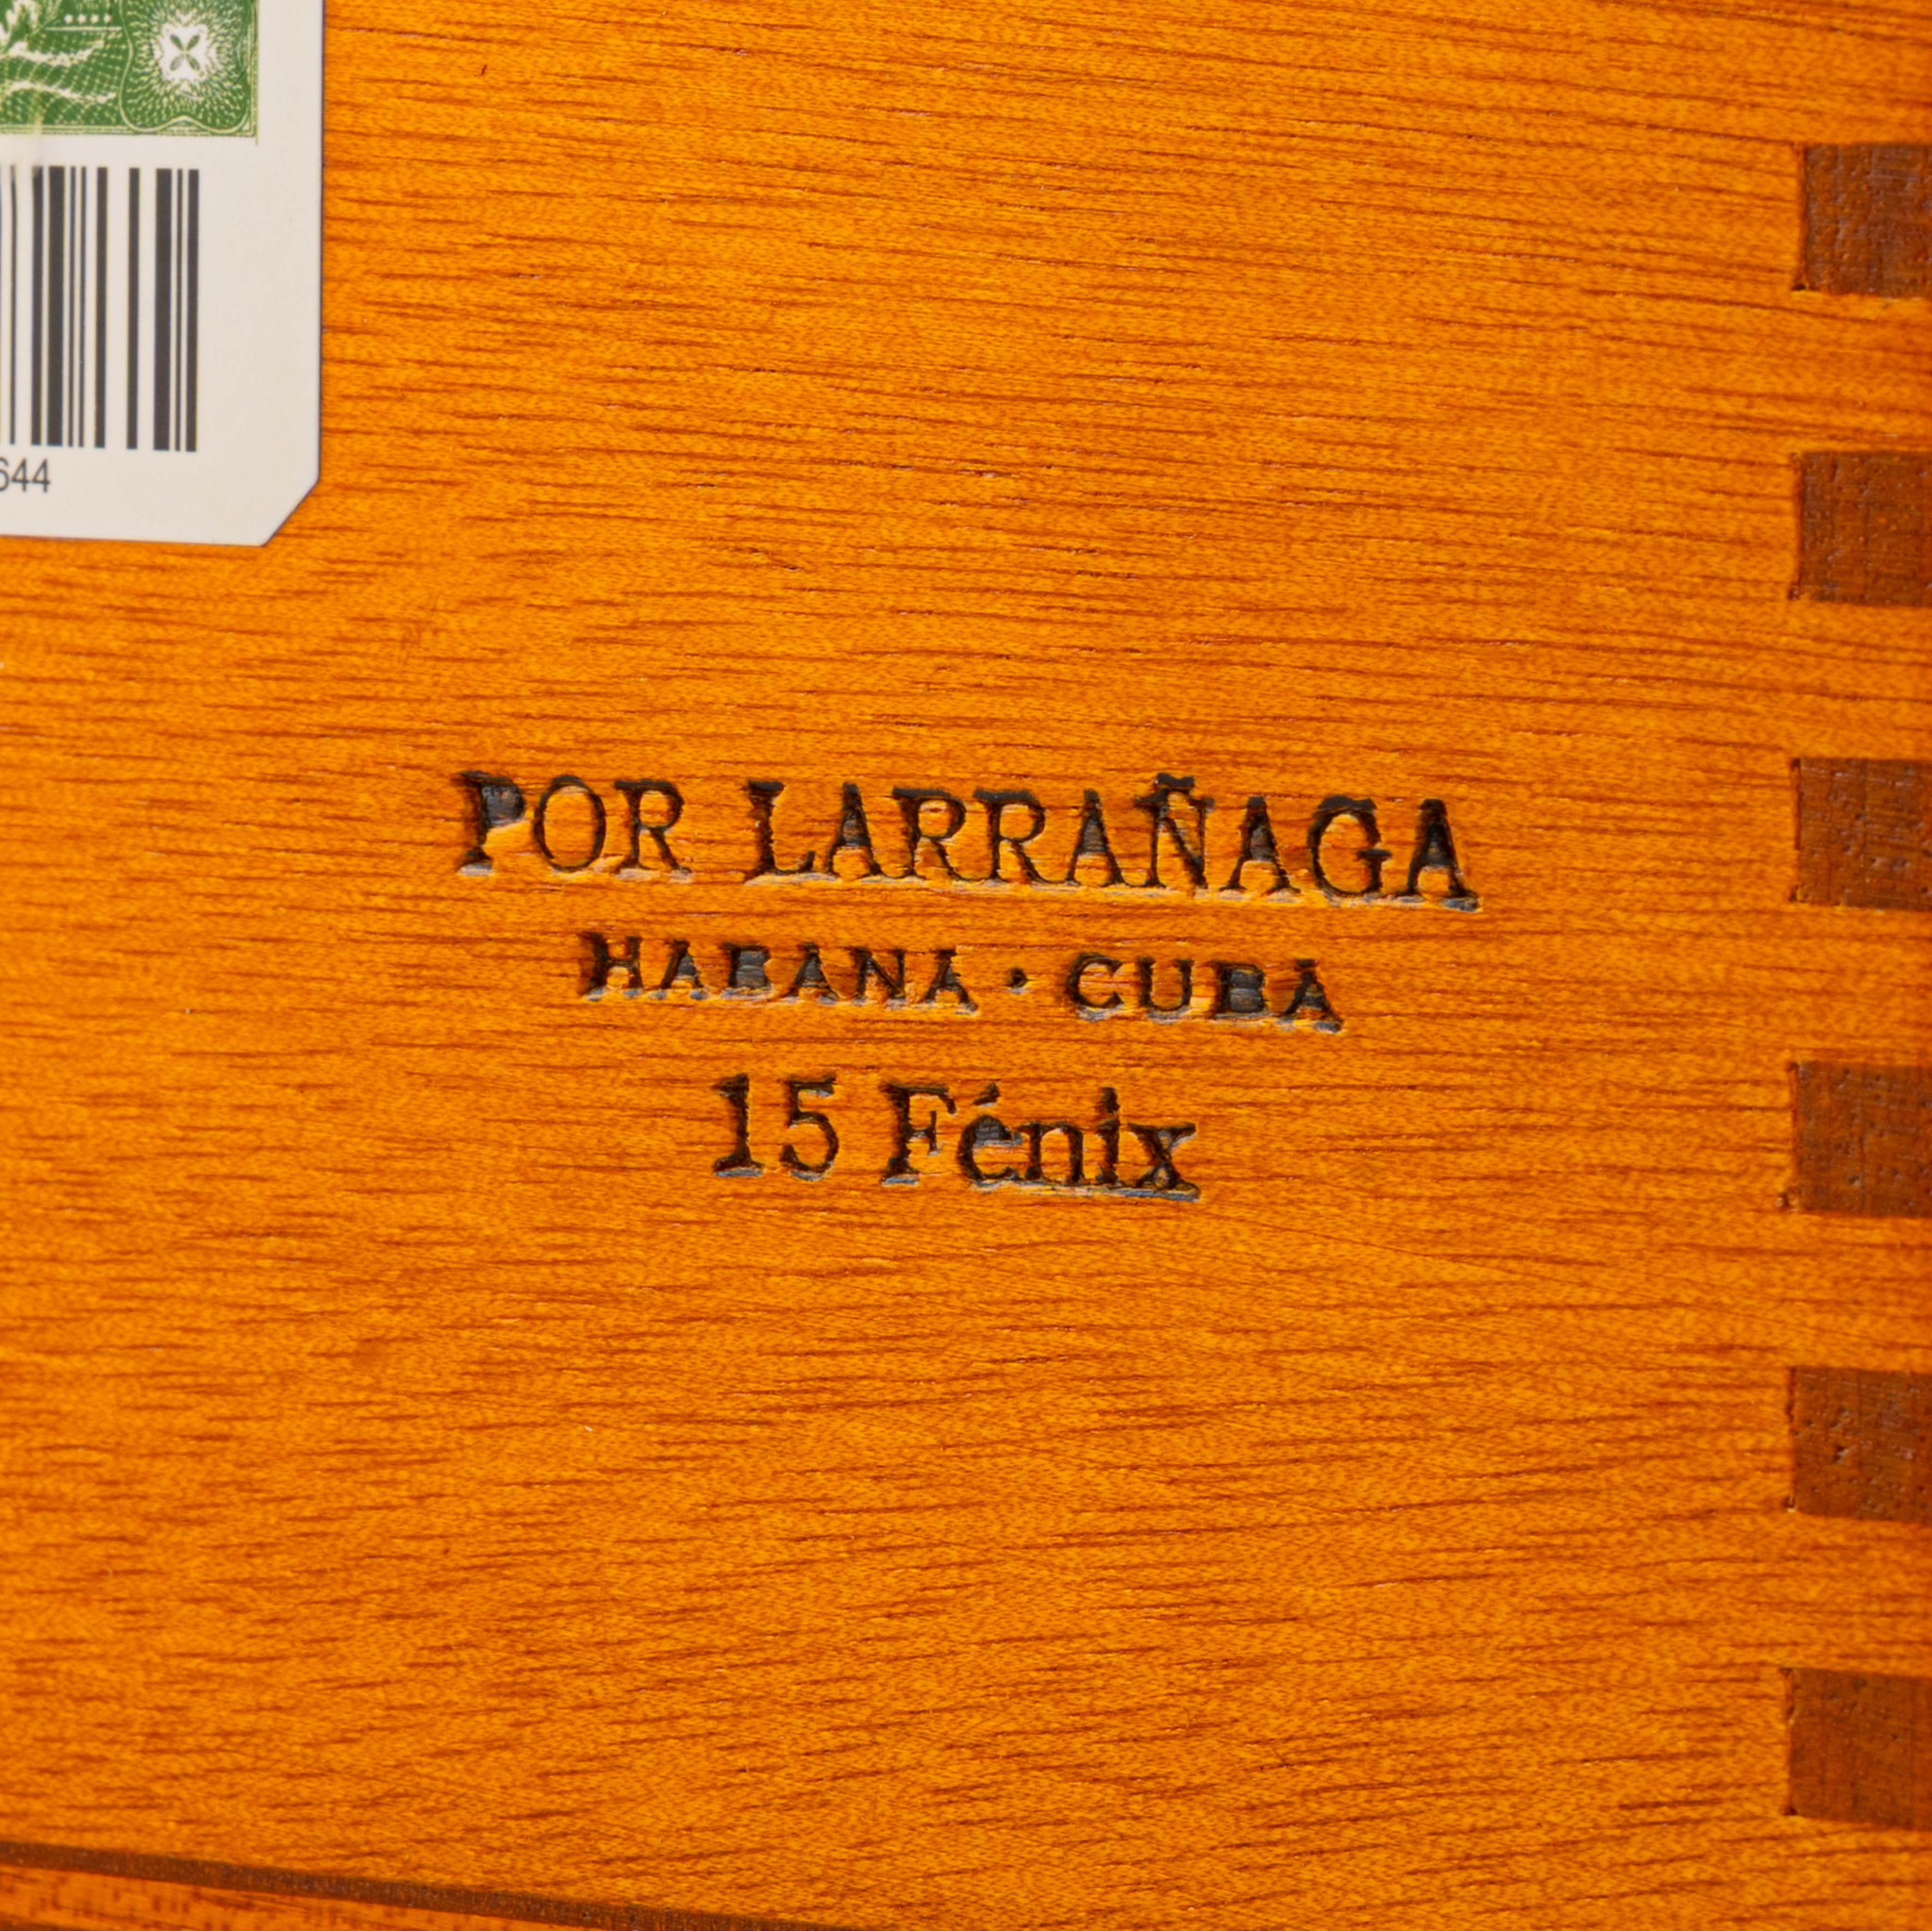 644
POR LARRAÑAGA
HABANA · CUBA
15 Fénix